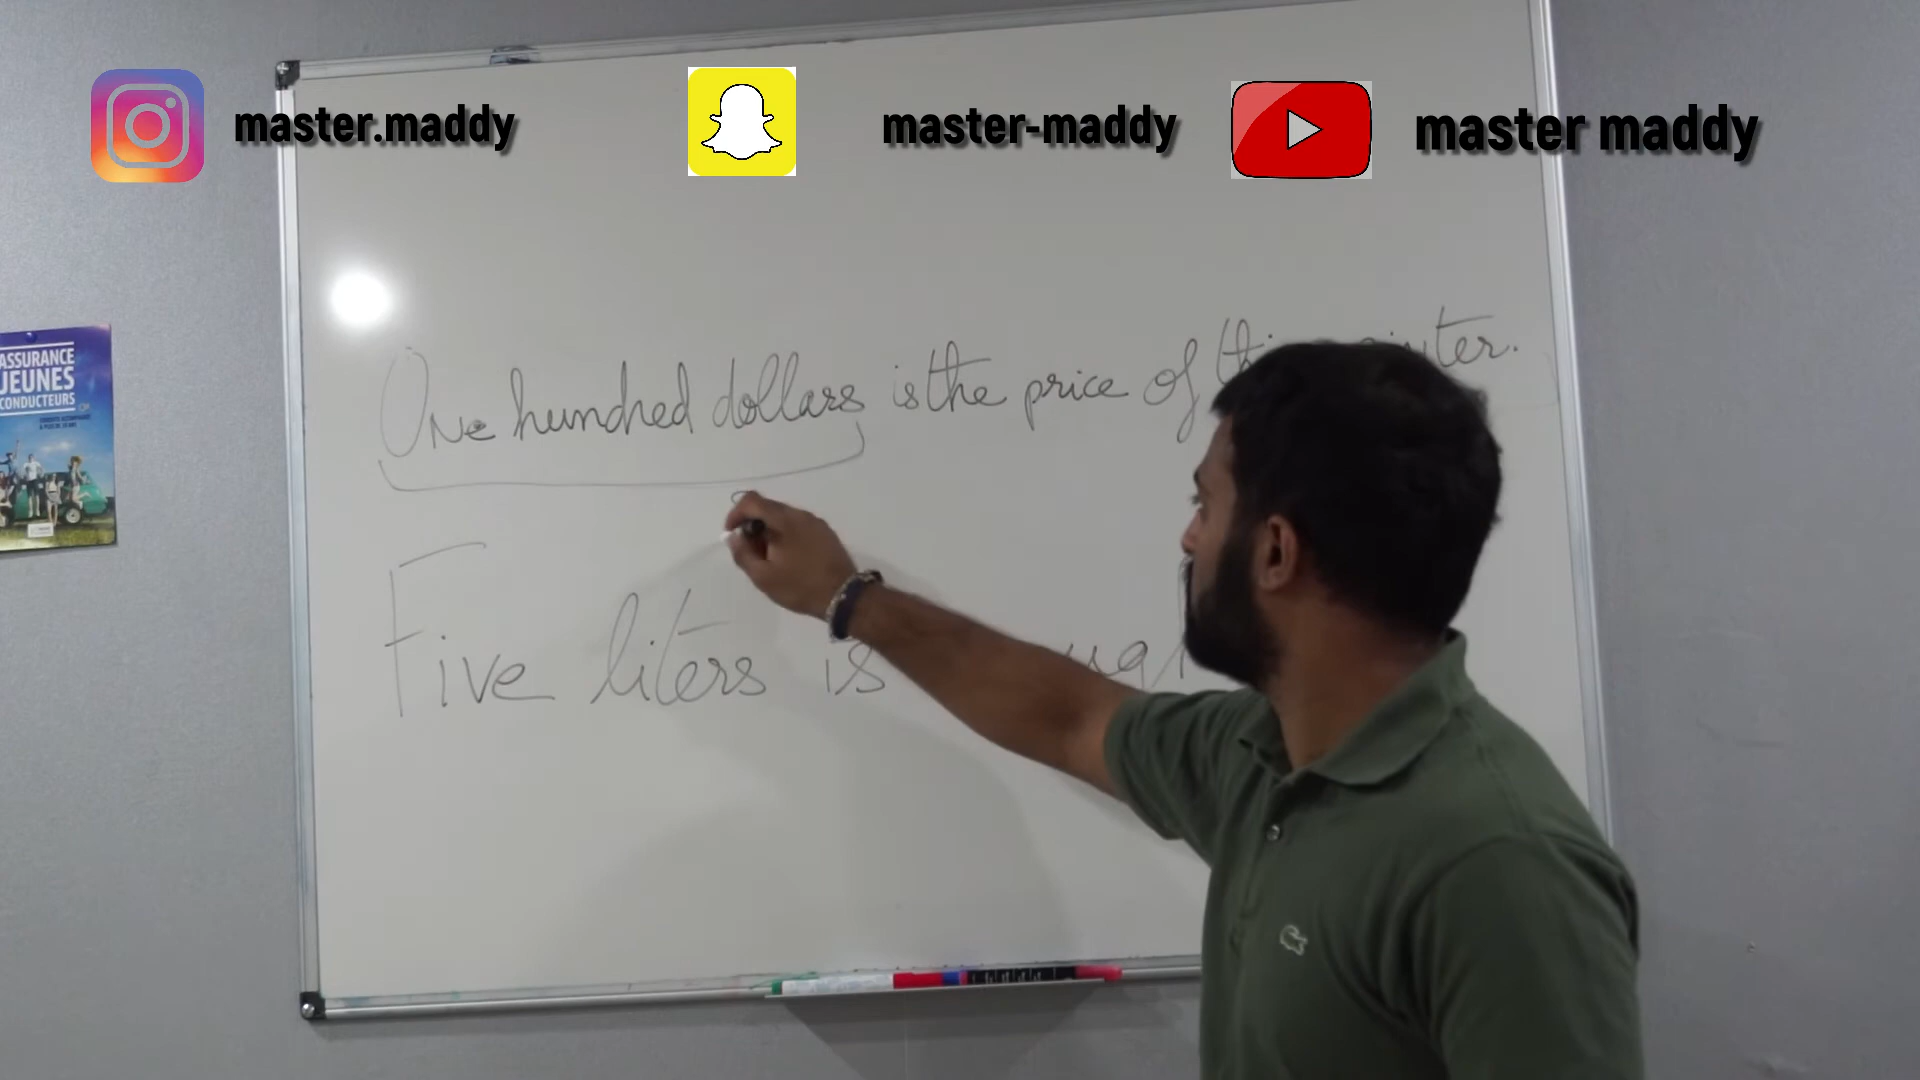 master.maddy
master-maddy
master maddy
ASSURANCE
JEUNES
CONDUCTEURS
One hundred dollars is the price of
Five liters is